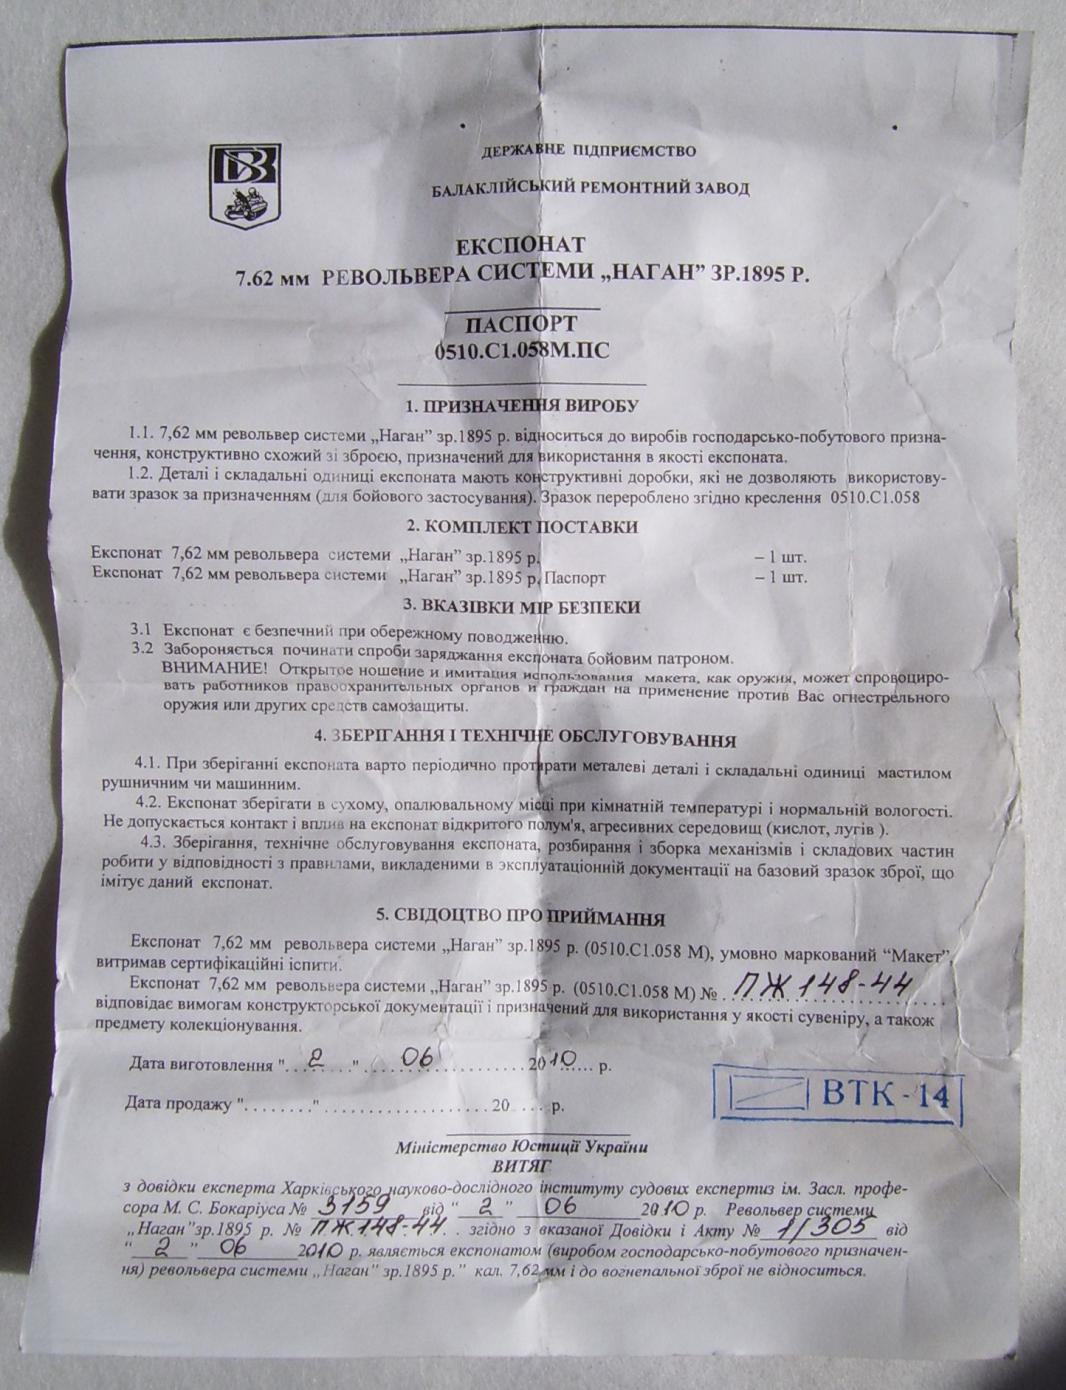 ДЕРЖАВНЕ ПІДПРИЄМСТВО
БАЛАКЛІЙСЬКИЙ РЕМОНТНИЙ ЗАВОД
ЕКСПОНАТ
7.62 мм РЕВОЛЬВЕРА СИСТЕМИ „НАГАН” ЗР.1895 Р.
ПАСПОРТ
0510.С1.058М.ПС
1. ПРИЗНАЧЕННЯ ВИРОБУ
1.1. 7,62 мм револьвер системи „Наган” зр.1895 р. відноситься до виробів господарсько-побутового призна-
чення, конструктивно схожий зі зброєю, призначений для використання в якості експоната.
1.2. Деталі і складальні одиниці експоната мають конструктивні доробки, які не дозволяють використову-
вати зразок за призначенням (для бойового застосування). Зразок перероблено згідно креслення 0510.С1.058
2. КОМПЛЕКТ ПОСТАВКИ
Експонат 7,62 мм револьвера системи „Наган” зр.1895 р. – 1 шт.
Експонат 7,62 мм револьвера системи „Наган” зр.1895 р. Паспорт – 1 шт.
3. ВКАЗІВКИ МІР БЕЗПЕКИ
3.1 Експонат є безпечний при обережному поводженню.
3.2 Забороняється починати спроби заряджання експоната бойовим патроном.
ВНИМАНИЕ! Открытое ношение и имитация использования макета, как оружия, может спровоциро-
вать работников правоохранительных органов и граждан на применение против Вас огнестрельного
оружия или других средств самозащиты.
4. ЗБЕРІГАННЯ І ТЕХНІЧНЕ ОБСЛУГОВУВАННЯ
4.1. При зберіганні експоната варто періодично протирати металеві деталі і складальні одиниці мастилом
рушничним чи машинним.
4.2. Експонат зберігати в сухому, опалювальному місці при кімнатній температурі і нормальній вологості.
Не допускається контакт і вплив на експонат відкритого полум'я, агресивних середовищ (кислот, лугів ).
4.3. Зберігання, технічне обслуговування експоната, розбирання і зборка механізмів і складових частин
робити у відповідності з правилами, викладеними в эксплуатаціонній документації на базовий зразок зброї, що
імітує даний експонат.
5. СВІДОЦТВО ПРО ПРИЙМАННЯ
Експонат 7,62 мм револьвера системи „Наган” зр.1895 р. (0510.С1.058 М), умовно маркований “Макет”,
витримав сертифікаційні іспити.
Експонат 7,62 мм револьвера системи „Наган” зр.1895 р. (0510.С1.058 М) № ПЖ 148-44
відповідає вимогам конструкторської документації і призначений для використання у якості сувеніру, а також
предмету колекціонування.
Дата виготовлення "..2.." ..06.. 2010 р.
Дата продажу "........".................... 20 .... р.
ВТК - 14
Міністерство Юстиції України
ВИТЯГ
з довідки експерта Харківського науково-дослідного інституту судових експертиз ім. Засл. профе-
сора М. С. Бокаріуса № 3159 від “ 2 ” 06 2010 р. Револьвер системи
„Наган”зр.1895 р. № ПЖ148-44. . згідно з вказаної Довідки і Акту № 1/305 від
“ 2 ” 06 2010 р. являється експонатом (виробом господарсько-побутового призначен-
ня) револьвера системи „Наган” зр.1895 р. ” кал. 7,62 мм і до вогнепальної зброї не відноситься.